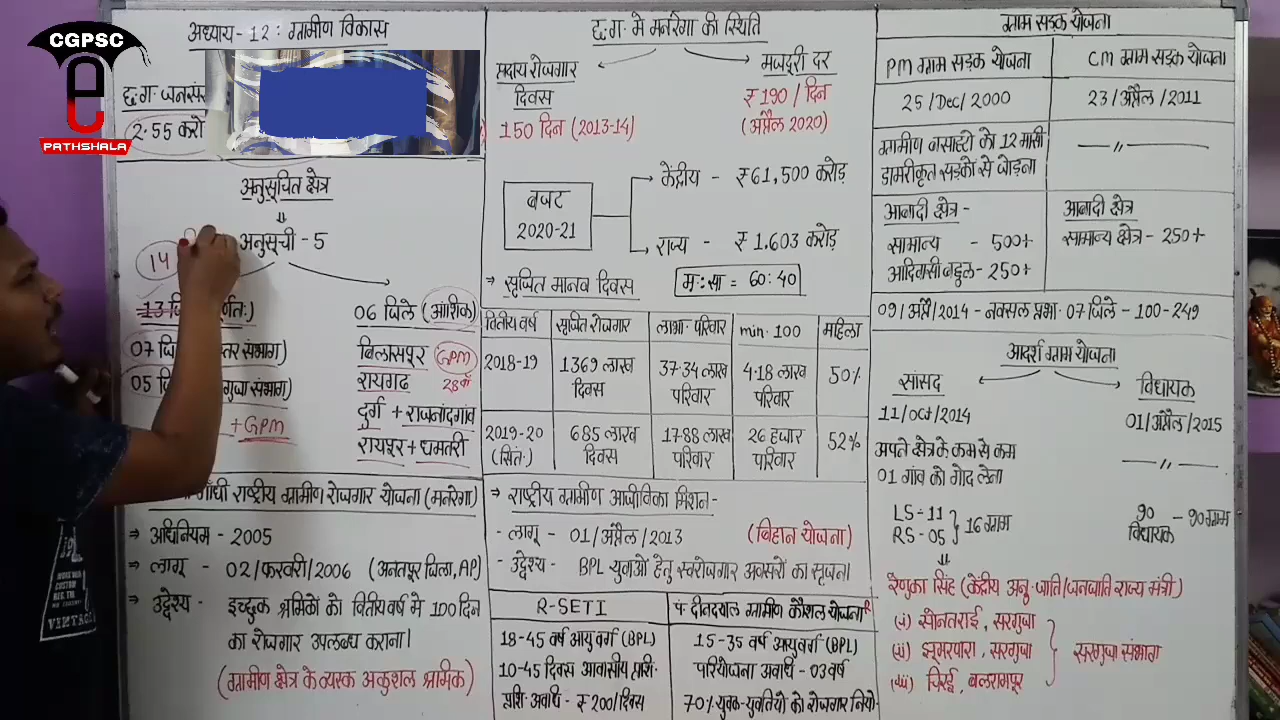 CGPSC
PATHSHALA
अध्याय - 12 : ग्रामीण विकास
छ.ग. जनसं
2.55 करो
अनुसूचित क्षेत्र
⇓
अनुसूची - 5
14
06 जिले (आंशिक)
07
संभाग)
बिलासपुर GPM
05
संभाग)
रायगढ़
+ GPM
दुर्ग + राजनांदगांव
रायपुर + धमतरी
गाँधी राष्ट्रीय ग्रामीण रोजगार योजना (मनरेगा)
⇒ अधिनियम - 2005
⇒ लागू - 02/फरवरी/2006 (अनंतपुर जिला, AP)
⇒ उद्देश्य - इच्छुक श्रमिकों को वित्तीय वर्ष में 100 दिन
का रोजगार उपलब्ध कराना।
(ग्रामीण क्षेत्र के व्यस्क अकुशल श्रमिक)
छ.ग. में मनरेगा की स्थिति
प्रदाय रोजगार
दिवस
150 दिन (2013-14)
मजदूरी दर
₹190 / दिन
(अप्रैल 2020)
बजट
2020-21
केंद्रीय - ₹61,500 करोड़
राज्य - ₹1.603 करोड़
⇒ सृजित मानव दिवस
म.:सा = 60:40
वित्तीय वर्ष सृजित रोजगार लाभा. परिवार min. 100 महिला
2018-19 1369 लाख दिवस 37.34 लाख परिवार 4.18 लाख परिवार 50%
2019-20 (सितं.) 685 लाख दिवस 17.88 लाख परिवार 26 हजार परिवार 52%
⇒ राष्ट्रीय ग्रामीण आजीविका मिशन -
- लागू - 01/अप्रैल/2013 (बिहान योजना)
- उद्देश्य - BPL युवाओं हेतु स्वरोजगार अवसरों का सृजन।
R-SETI
18-45 वर्ष आयु वर्ग (BPL)
10-45 दिवस आवासीय प्रशि.
प्रशि. अवधि - ₹200/दिवस
पं. दीनदयाल ग्रामीण कौशल योजना
15-35 वर्ष आयुवर्ग (BPL)
परियोजना अवधि - 03 वर्ष
70% युवक-युवतियों को रोजगार नियो.
ग्राम सड़क योजना
PM ग्राम सड़क योजना CM ग्राम सड़क योजना
25/Dec/2000 23/अप्रैल/2011
ग्रामीण बसाहटों को 12 मासी
डामरीकृत सड़कों से जोड़ना
— 〃 —
आबादी क्षेत्र -
सामान्य - 500+
आदिवासी बहुल - 250+
आबादी क्षेत्र
सामान्य क्षेत्र - 250+
09/अप्रै/2014 - नक्सल प्रभा. 07 जिले - 100-249
आदर्श ग्राम योजना
सांसद
11/oct/2014
अपने क्षेत्र के कम से कम
01 गांव को गोद लेना
LS - 11
RS - 05
16 ग्राम
विधायक
01/अप्रैल/2015
— 〃 —
90
विधायक
- 90 ग्राम
⇓
रेणुका सिंह (केंद्रीय अनु. जाति/जनजाति राज्य मंत्री)
(i) सोनतराई, सरगुजा
(ii) झूमरपारा, सरगुजा
(iii) चिरई, बलरामपुर
सरगुजा संभाग